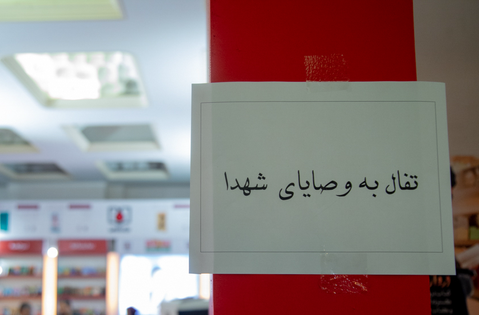 تفال به وصایای شهدا